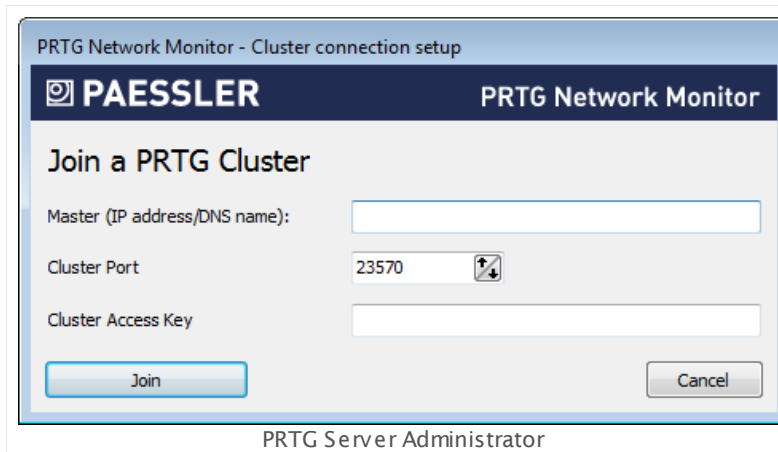 PRTG Network Monitor - Cluster connection setup
PAESSLER PRTG Network Monitor
Join a PRTG Cluster
Master (IP address/DNS name):
Cluster Port 23570
Cluster Access Key
Join Cancel
PRTG Server Administrator